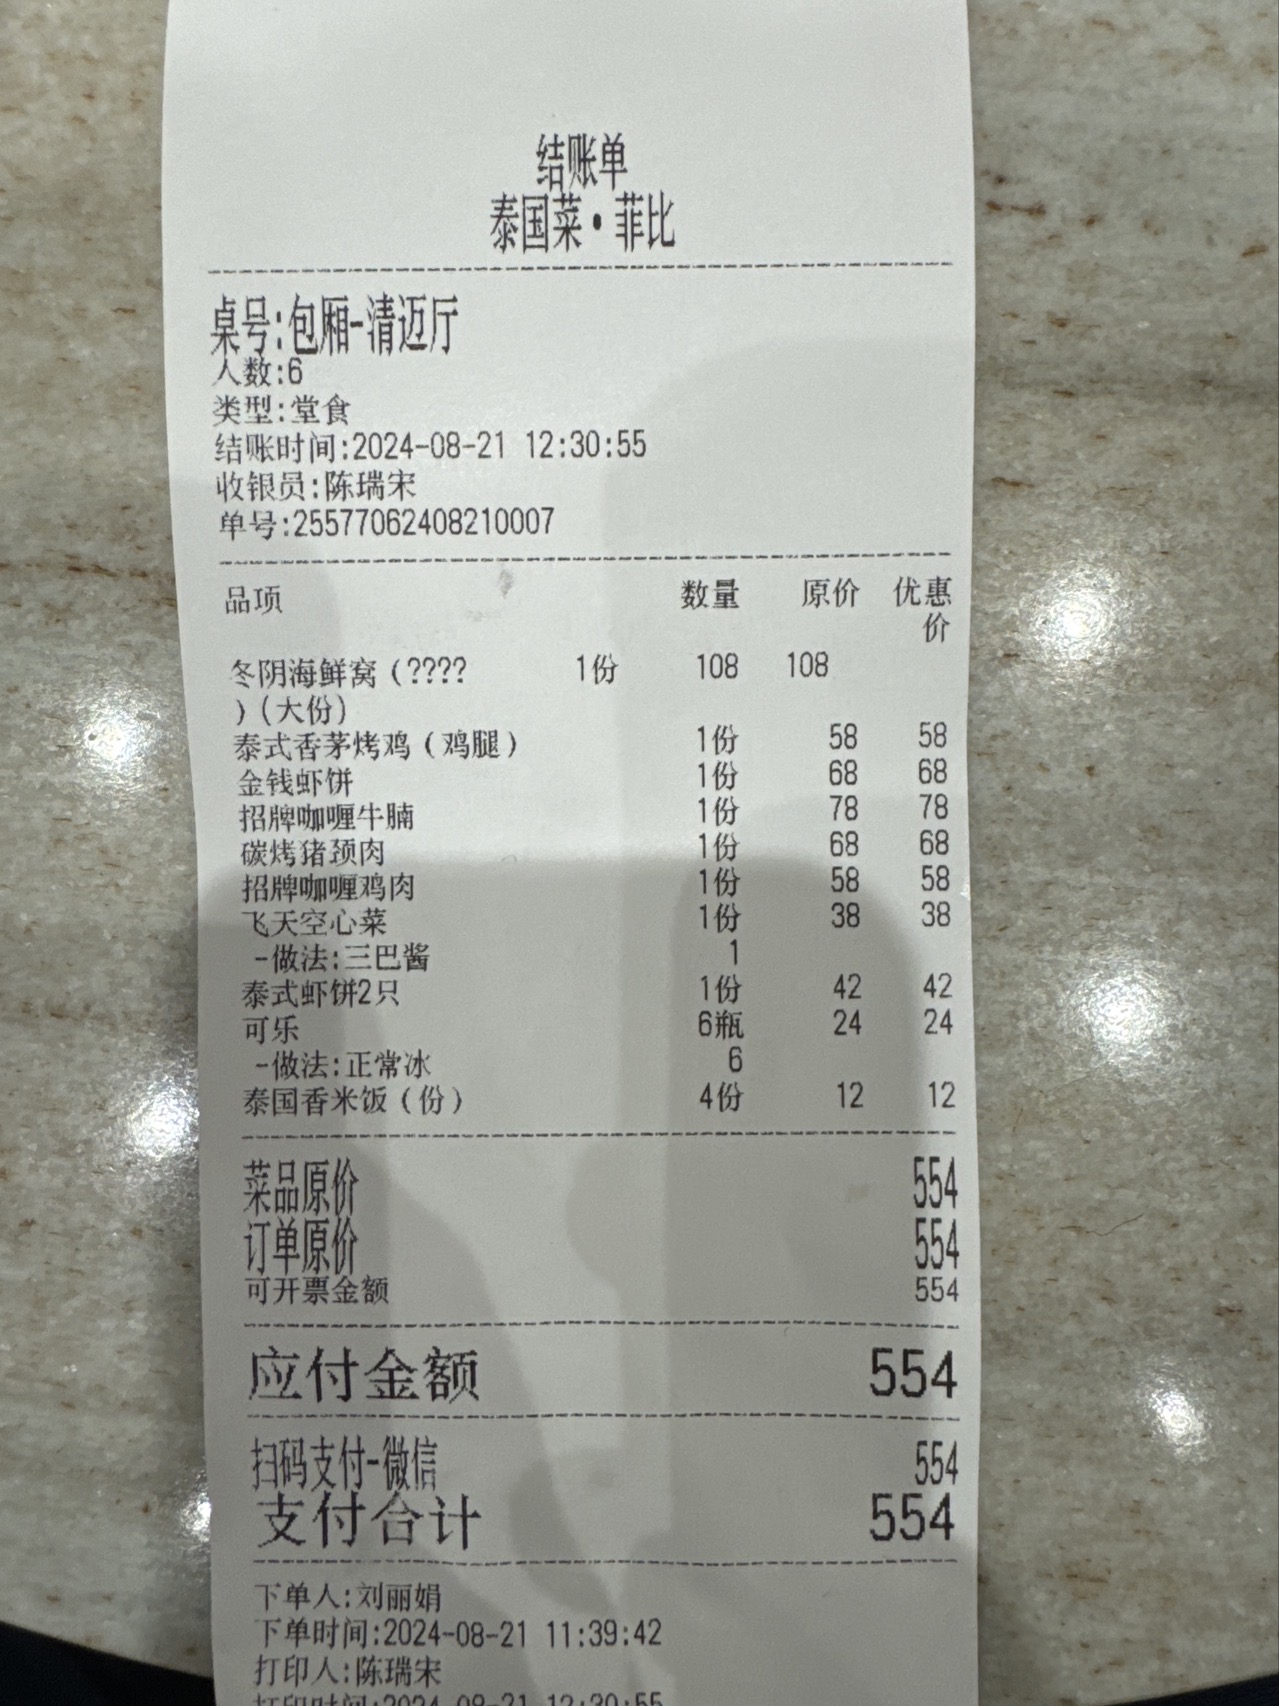 结账单
泰国菜•菲比
桌号:包厢-清迈厅
人数:6
类型:堂食
结账时间:2024-08-21 12:30:55
收银员:陈瑞宋
单号:25577062408210007
品项 数量 原价 优惠
价
冬阴海鲜窝(???? 1份 108 108
)(大份)
泰式香茅烤鸡(鸡腿) 1份 58 58
金钱虾饼 1份 68 68
招牌咖喱牛腩 1份 78 78
碳烤猪颈肉 1份 68 68
招牌咖喱鸡肉 1份 58 58
飞天空心菜 1份 38 38
-做法:三巴酱 1
泰式虾饼2只 1份 42 42
可乐 6瓶 24 24
-做法:正常冰 6
泰国香米饭(份) 4份 12 12
菜品原价 554
订单原价 554
可开票金额 554
应付金额 554
扫码支付-微信 554
支付合计 554
下单人:刘丽娟
下单时间:2024-08-21 11:39:42
打印人:陈瑞宋
打印时间:2024-08-21 12:30:55